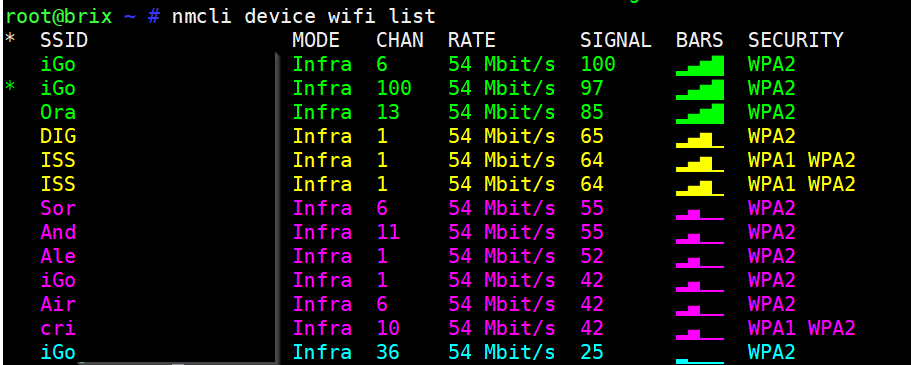 root@brix ~ # nmcli device wifi list
* SSID MODE CHAN RATE SIGNAL BARS SECURITY
iGo Infra 6 54 Mbit/s 100 WPA2
* iGo Infra 100 54 Mbit/s 97 WPA2
Ora Infra 13 54 Mbit/s 85 WPA2
DIG Infra 1 54 Mbit/s 65 WPA2
ISS Infra 1 54 Mbit/s 64 WPA1 WPA2
ISS Infra 1 54 Mbit/s 64 WPA1 WPA2
Sor Infra 6 54 Mbit/s 55 WPA2
And Infra 11 54 Mbit/s 55 WPA2
Ale Infra 1 54 Mbit/s 52 WPA2
iGo Infra 1 54 Mbit/s 42 WPA2
Air Infra 6 54 Mbit/s 42 WPA2
cri Infra 10 54 Mbit/s 42 WPA1 WPA2
iGo Infra 36 54 Mbit/s 25 WPA2